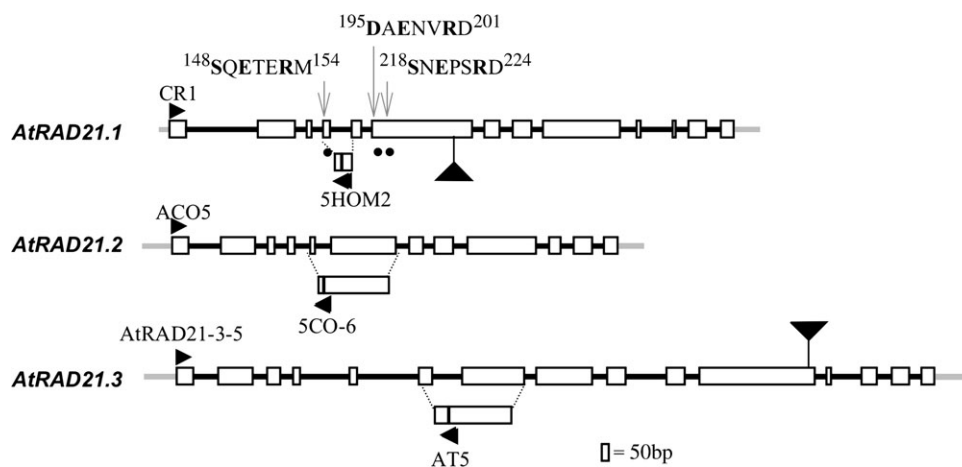 195DAENVRD201
148SQETERM154
218SNEPSRD224
CR1
AtRAD21.1
5HOM2
ACO5
AtRAD21.2
5CO-6
AtRAD21-3-5
AtRAD21.3
AT5
= 50bp